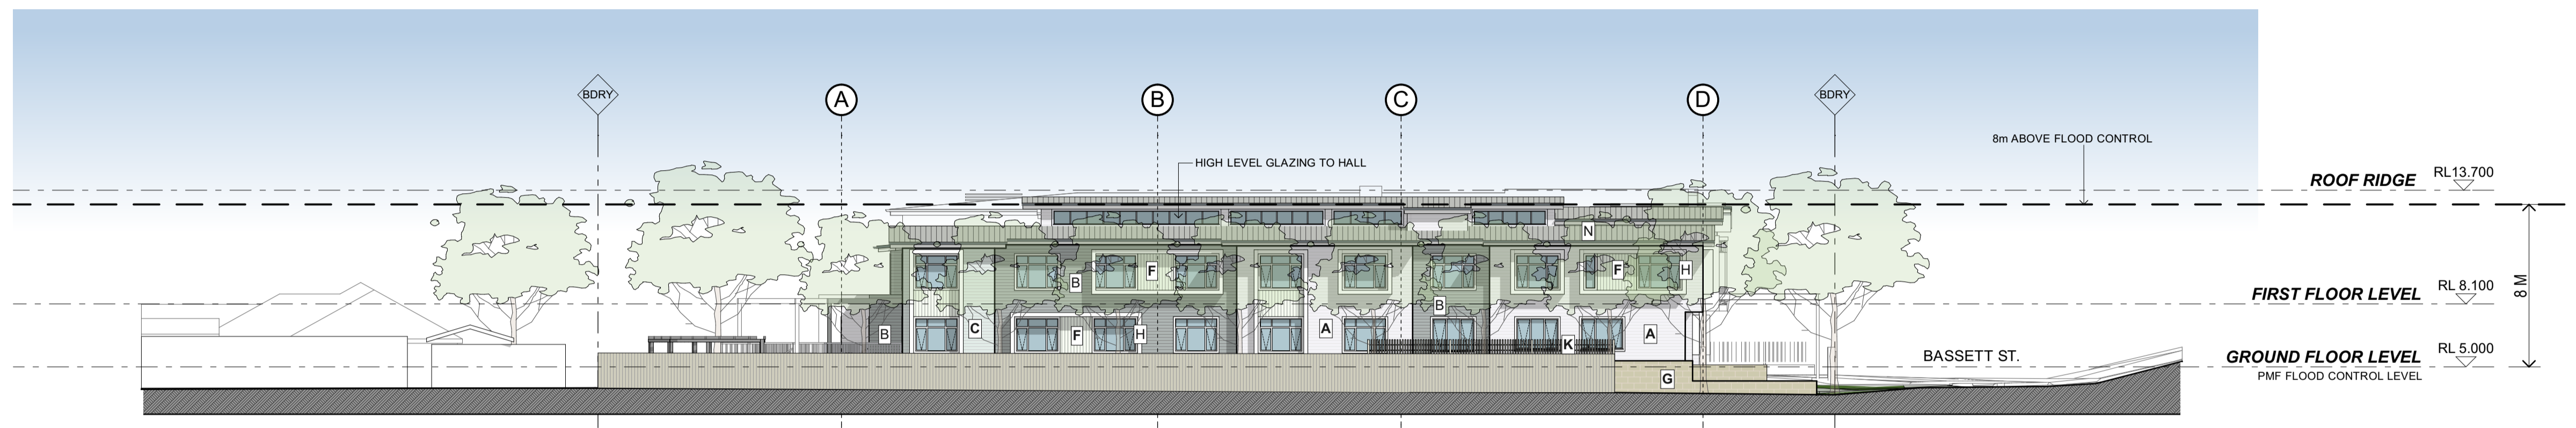 BDRY
A
B
C
D
BDRY
8m ABOVE FLOOD CONTROL
HIGH LEVEL GLAZING TO HALL
ROOF RIDGE
RL13.700
N
B
F
F
H
FIRST FLOOR LEVEL
RL 8.100
8 M
B
B
C
F
H
A
K
A
BASSETT ST.
GROUND FLOOR LEVEL
RL 5.000
PMF FLOOD CONTROL LEVEL
G